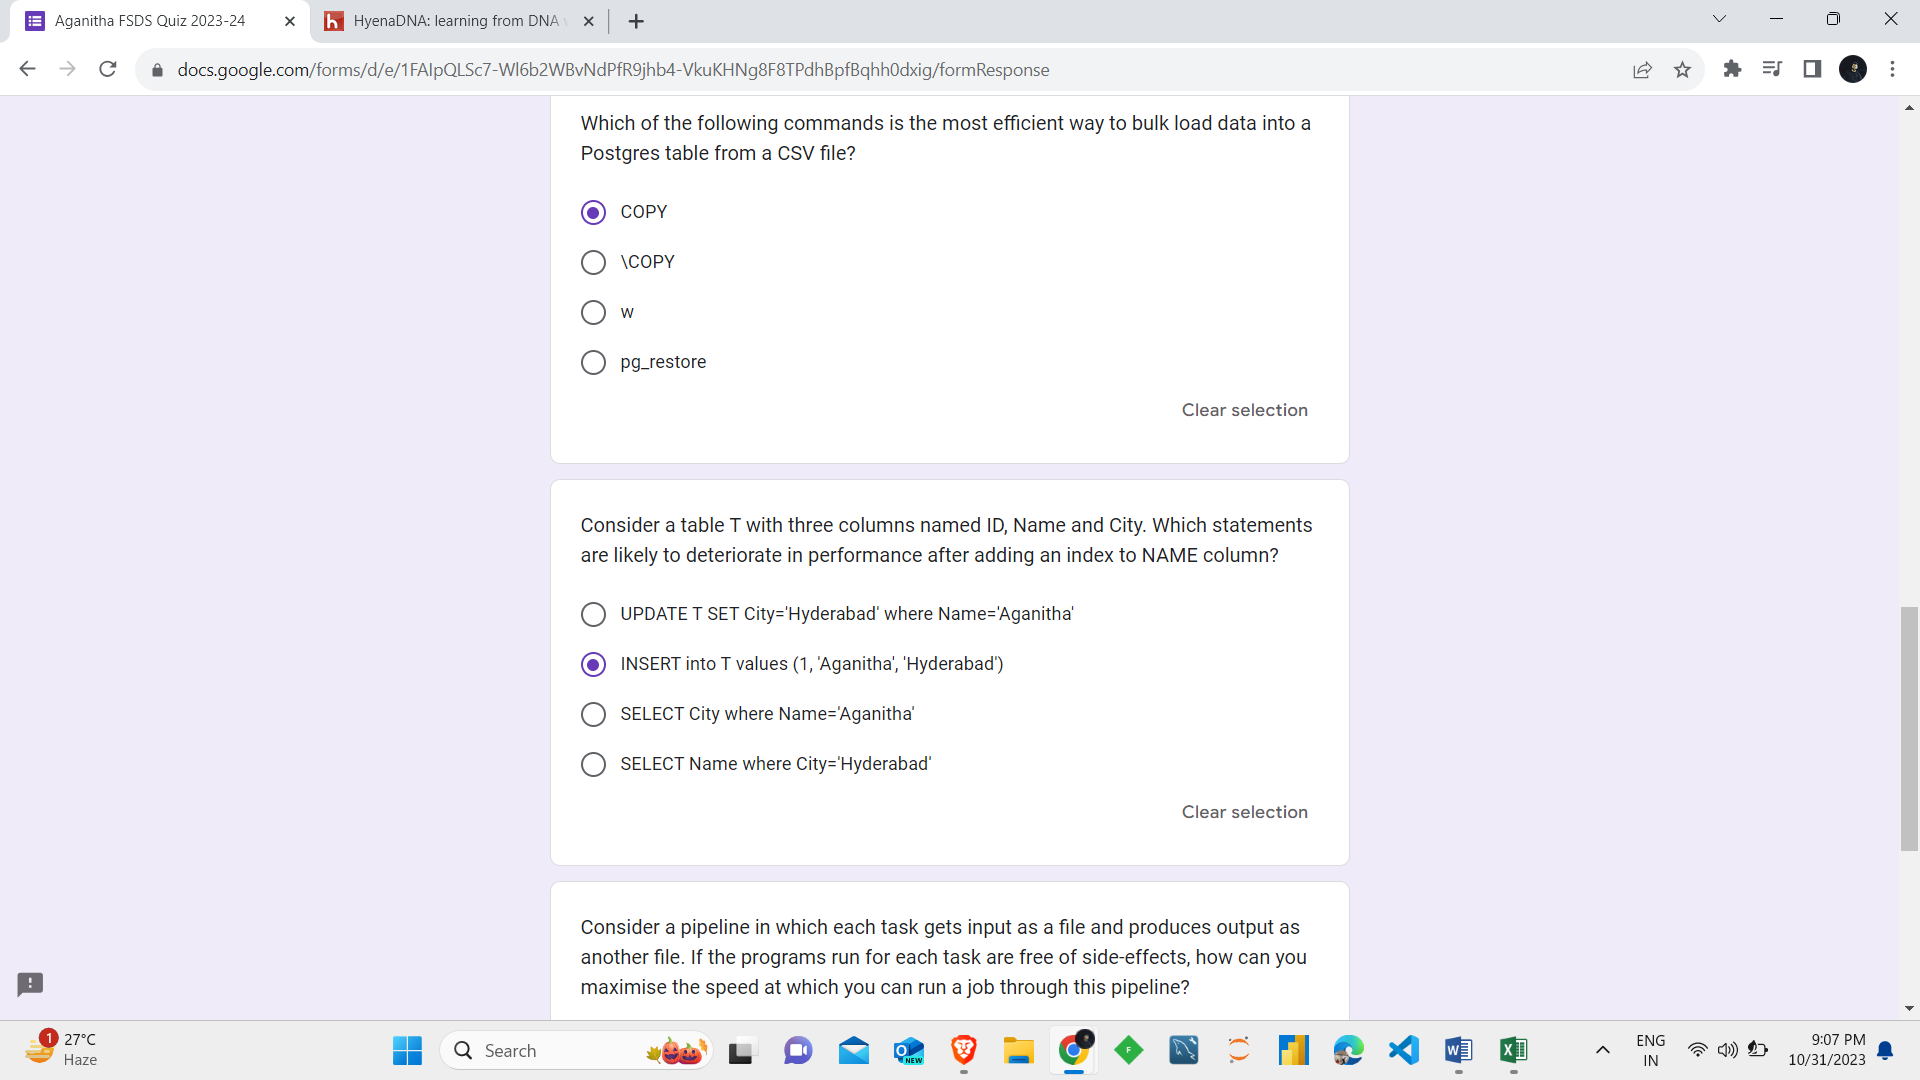 Aganitha FSDS Quiz 2023-24
HyenaDNA: learning from DNA
docs.google.com/forms/d/e/1FAIpQLSc7-Wl6b2WBvNdPfR9jhb4-VkuKHNg8F8TPdhBpfBqhh0dxig/formResponse
Which of the following commands is the most efficient way to bulk load data into a
Postgres table from a CSV file?
COPY
\COPY
w
pg_restore
Clear selection
Consider a table T with three columns named ID, Name and City. Which statements
are likely to deteriorate in performance after adding an index to NAME column?
UPDATE T SET City='Hyderabad' where Name='Aganitha'
INSERT into T values (1, 'Aganitha', 'Hyderabad')
SELECT City where Name='Aganitha'
SELECT Name where City='Hyderabad'
Clear selection
Consider a pipeline in which each task gets input as a file and produces output as
another file. If the programs run for each task are free of side-effects, how can you
maximise the speed at which you can run a job through this pipeline?
1
27°C
Haze
Search
NEW
ENG
IN
9:07 PM
10/31/2023